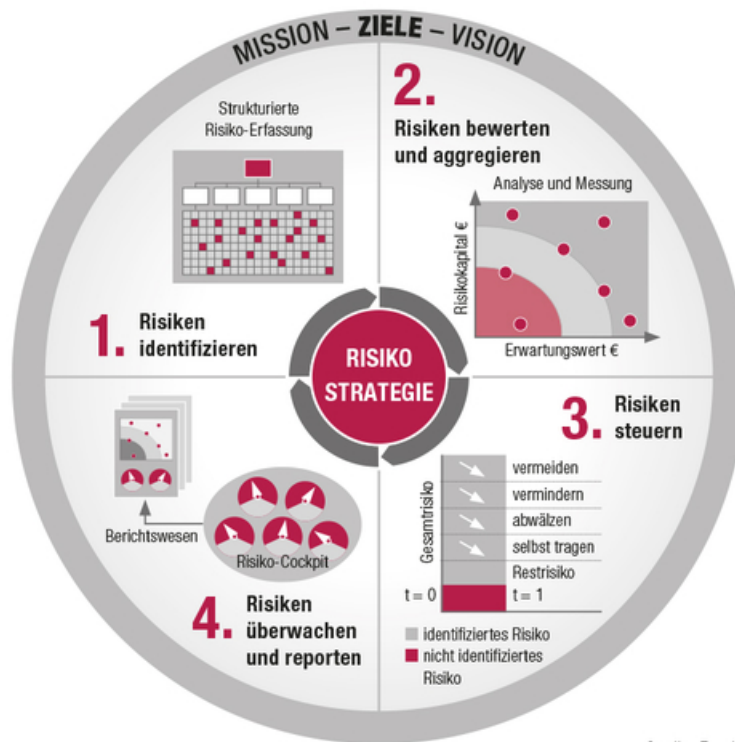 MISSION – ZIELE – VISION
Strukturierte
Risiko-Erfassung
1.
Risiken
identifizieren
2.
Risiken bewerten
und aggregieren
Analyse und Messung
Risikokapital €
Erwartungswert €
RISIKO
STRATEGIE
3.
Risiken
steuern
Gesamtrisiko
vermeiden
vermindern
abwälzen
selbst tragen
Restrisiko
t = 0
t = 1
identifiziertes Risiko
nicht identifiziertes
Risiko
Berichtswesen
Risiko-Cockpit
4.
Risiken
überwachen
und reporten